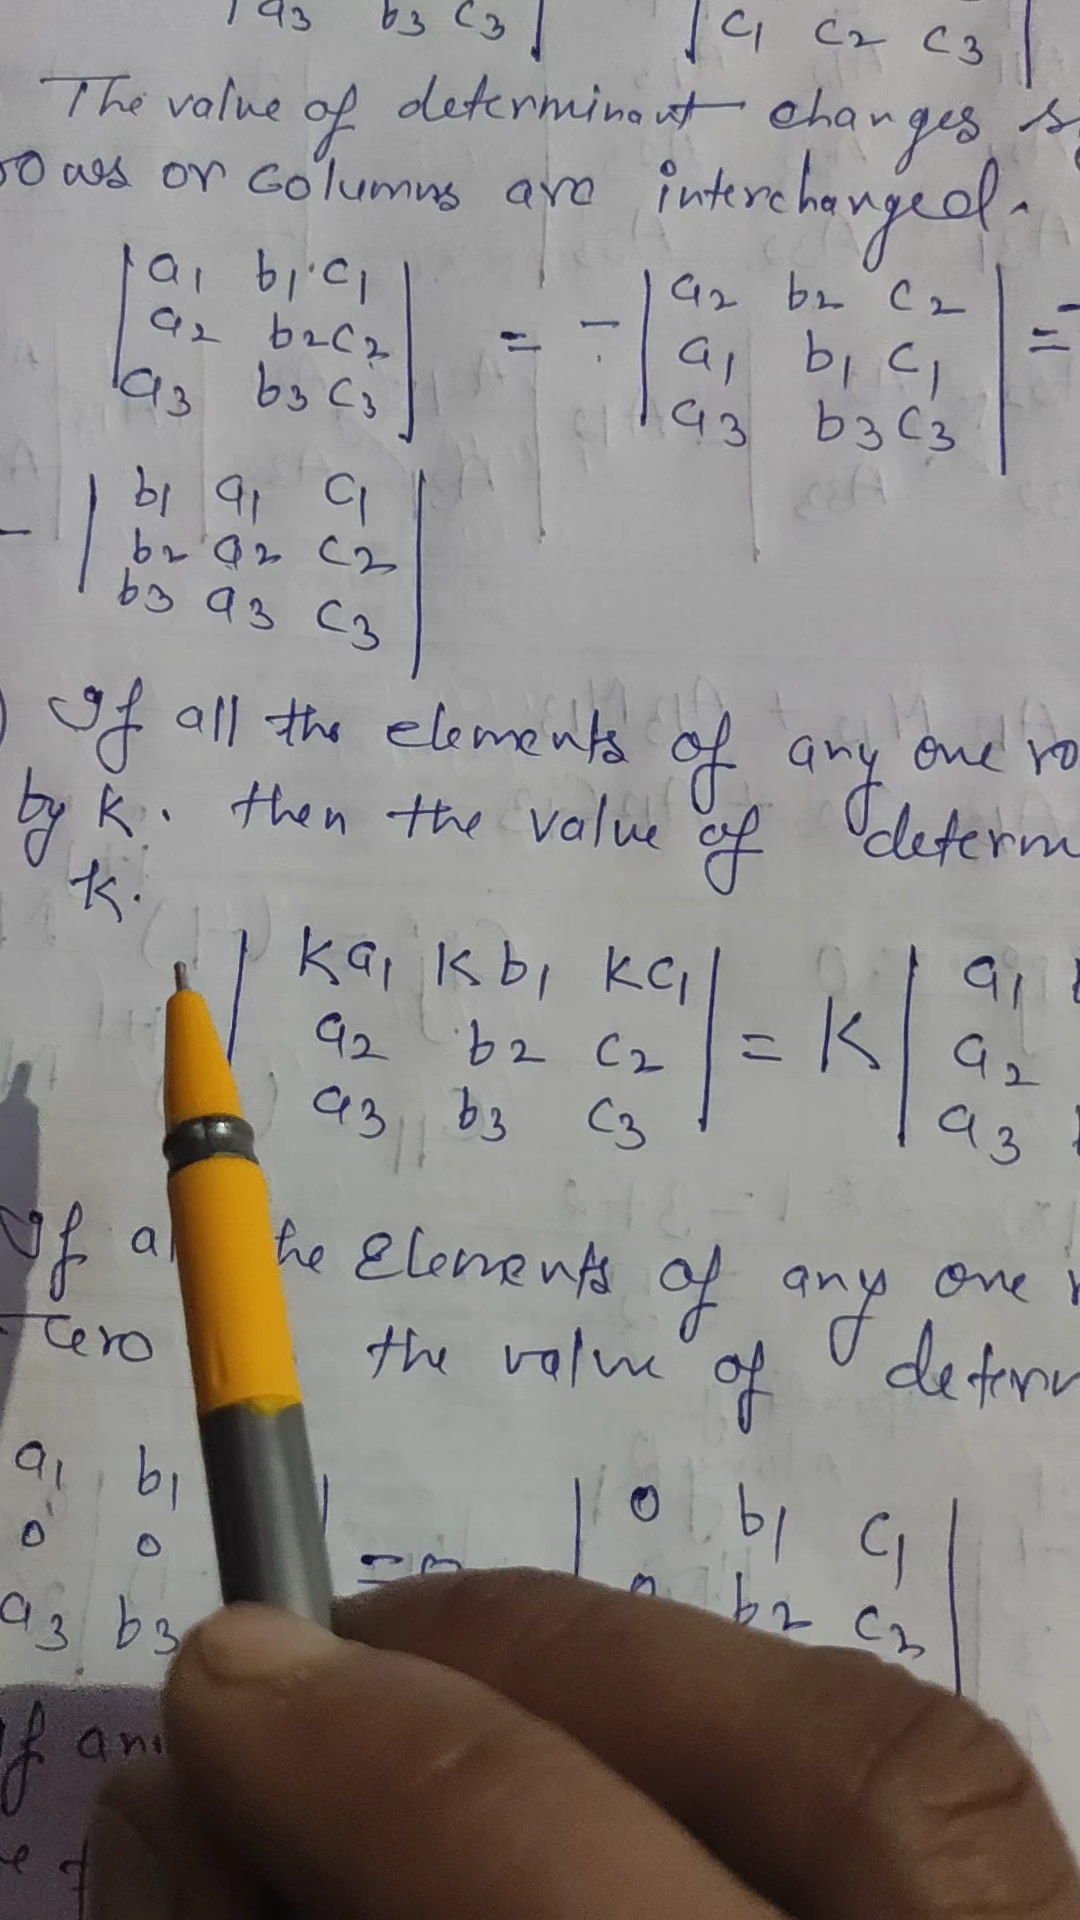 a3 b3 c3 | | c1 c2 c3 |
The value of determinant changes
rows or columns are interchanged.
| a1 b1 c1 | = - | a2 b2 c2 | = -
| a2 b2 c2 | | a1 b1 c1 |
| a3 b3 c3 | | a3 b3 c3 |
- | b1 a1 c1 |
| b2 a2 c2 |
| b3 a3 c3 |
) If all the elements of any one ro
by K. then the value of determ
K.
| Ka1 Kb1 Kc1 | = K | a1
| a2 b2 c2 | | a2
| a3 b3 c3 | | a3
If a he Elements of any one
zero the value of deter
a1 b1 | = | 0 b1 c1 |
0 0 b2 c2
a3 b3
f an